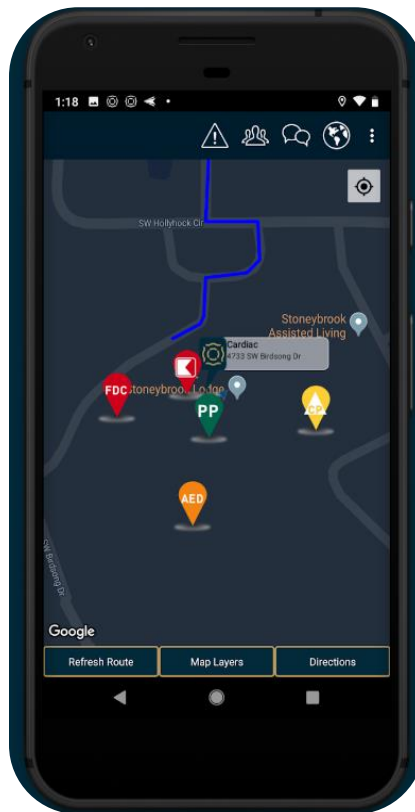 1:18
SW Hollyhock Cir
Stoneybrook
Assisted Living
Cardiac
4733 SW Birdsong Dr
FDC
Stoneybrook Lodge
PP
CP
AED
SW Birdsong Dr
Google
Refresh Route
Map Layers
Directions